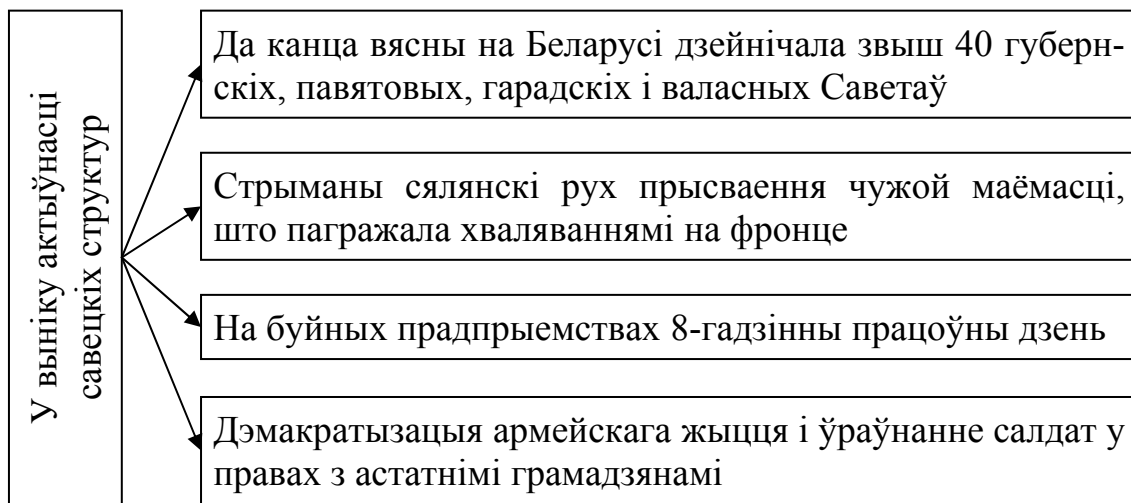 У выніку актыўнасці
савецкіх структур
Да канца вясны на Беларусі дзейнічала звыш 40 губерн-
скіх, павятовых, гарадскіх і валасных Саветаў
Стрыманы сялянскі рух прысваення чужой маёмасці,
што пагражала хваляваннямі на фронце
На буйных прадпрыемствах 8-гадзінны працоўны дзень
Дэмакратызацыя армейскага жыцця і ўраўнанне салдат у
правах з астатнімі грамадзянамі